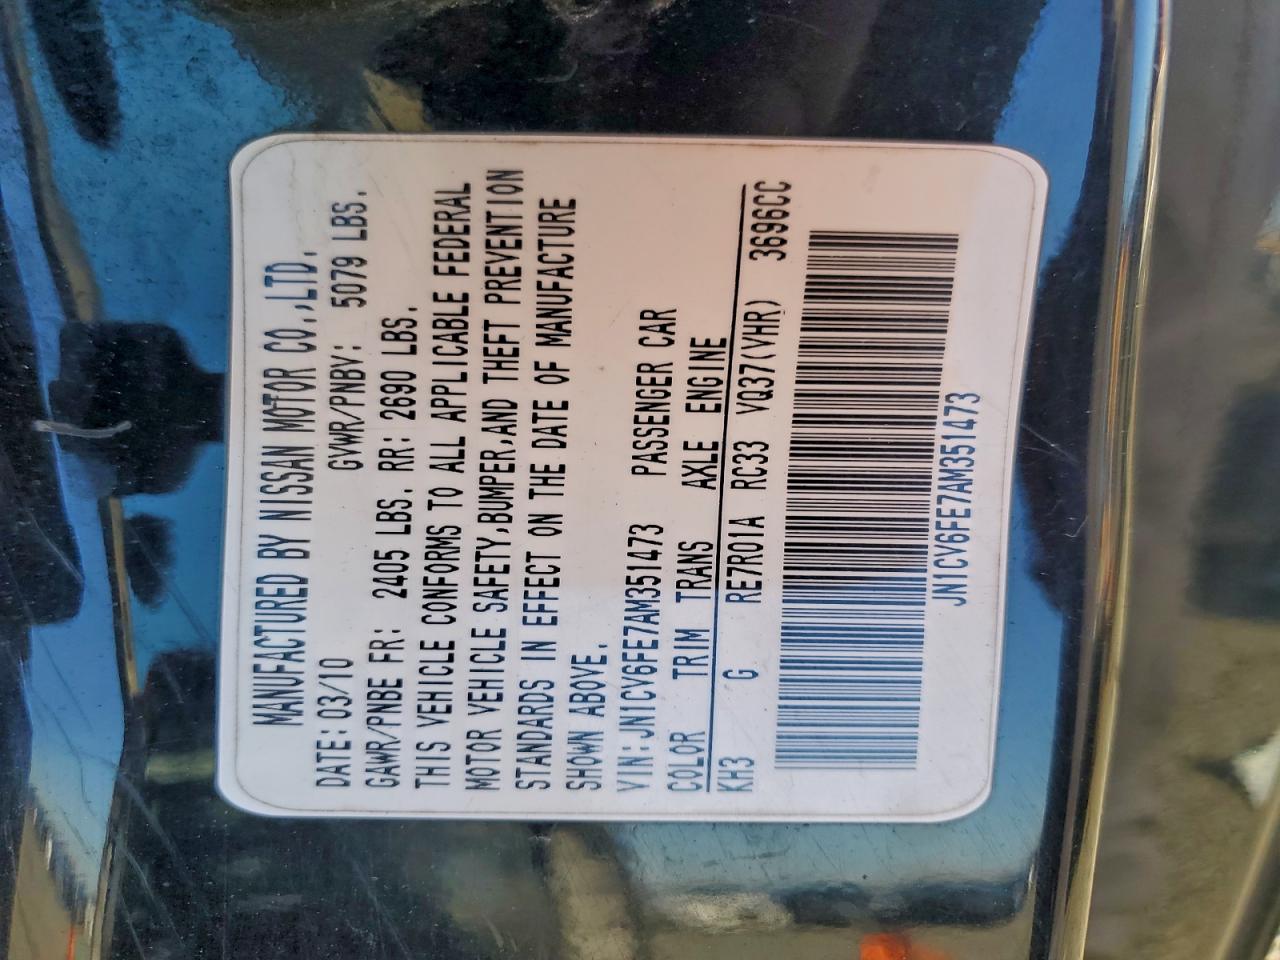 MANUFACTURED BY NISSAN MOTOR CO.,LTD.
DATE:03/10 GVWR/PNBV: 5079 LBS.
GAWR/PNBE FR: 2405 LBS. RR: 2690 LBS.
THIS VEHICLE CONFORMS TO ALL APPLICABLE FEDERAL
MOTOR VEHICLE SAFETY,BUMPER,AND THEFT PREVENTION
STANDARDS IN EFFECT ON THE DATE OF MANUFACTURE
SHOWN ABOVE.
VIN:JN1CV6FE7AM351473 PASSENGER CAR
COLOR TRIM TRANS AXLE ENGINE
KH3 G RE7R01A RC33 VQ37(VHR) 3696CC
JN1CV6FE7AM351473